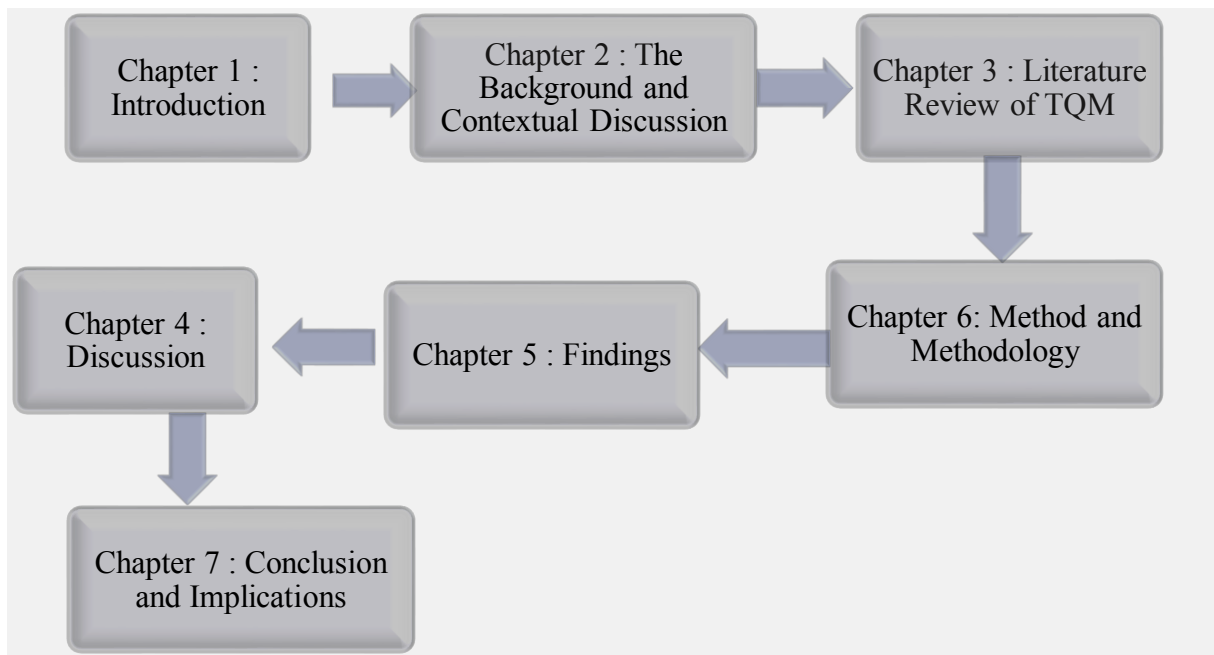 Chapter 1 :
Introduction
Chapter 2 : The
Background and
Contextual Discussion
Chapter 3 : Literature
Review of TQM
Chapter 6: Method and
Methodology
Chapter 5 : Findings
Chapter 4 :
Discussion
Chapter 7 : Conclusion
and Implications